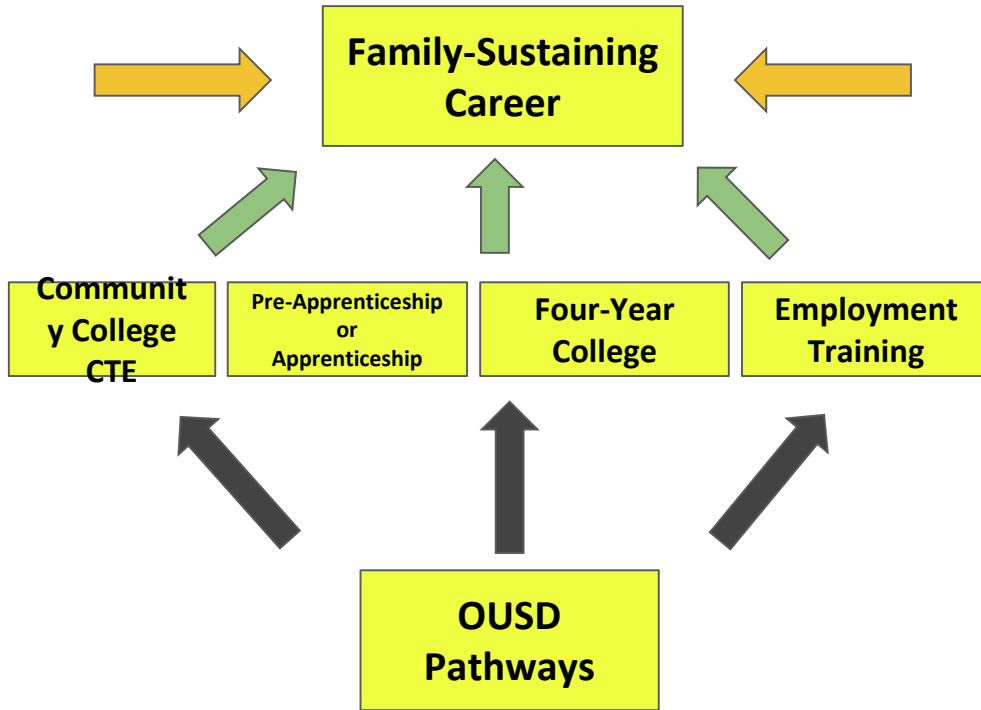 Family-Sustaining
Career
Communit
y College
CTE
Pre-Apprenticeship
or
Apprenticeship
Four-Year
College
Employment
Training
OUSD
Pathways